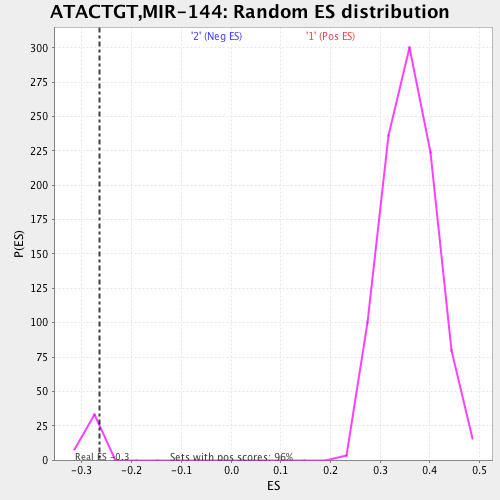 ATACTGT,MIR-144: Random ES distribution
'2' (Neg ES) '1' (Pos ES)
300
275
250
225
200
175
150
125
100
75
50
25
0
P(ES)
Real ES -0.3 Sets with pos scores: 96%
-0.3 -0.2 -0.1 0.0 0.1 0.2 0.3 0.4 0.5
ES